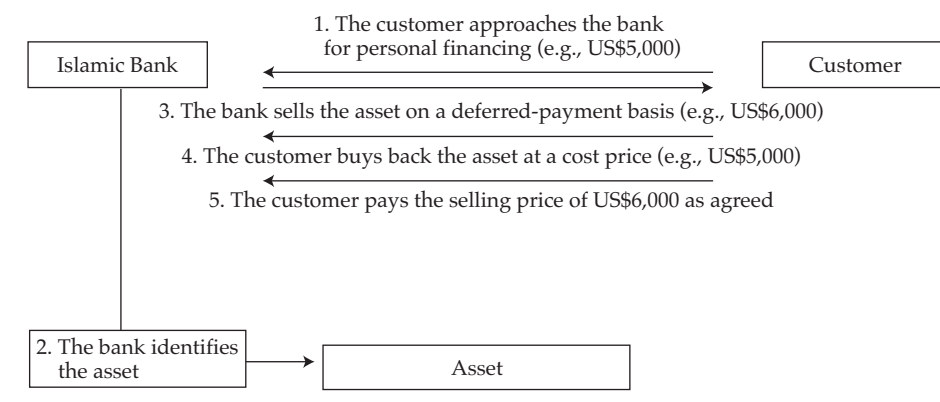 1. The customer approaches the bank
for personal financing (e.g., US$5,000)
Islamic Bank
Customer
3. The bank sells the asset on a deferred-payment basis (e.g., US$6,000)
4. The customer buys back the asset at a cost price (e.g., US$5,000)
5. The customer pays the selling price of US$6,000 as agreed
2. The bank identifies
the asset
Asset